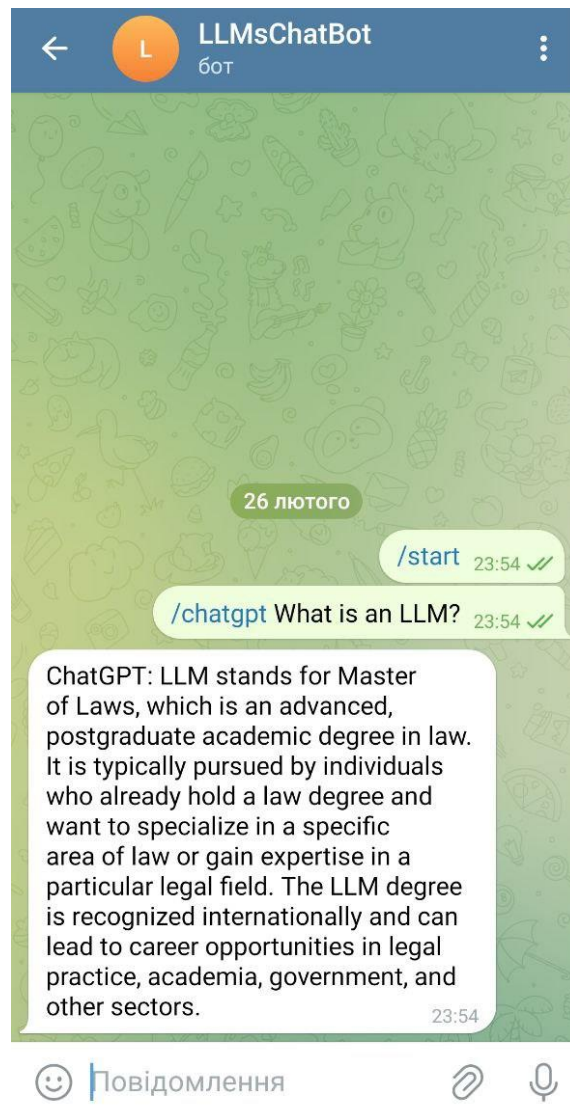 LLMsChatBot
L
бот
26 лютого
/start 23:54
/chatgpt What is an LLM? 23:54
ChatGPT: LLM stands for Master
of Laws, which is an advanced,
postgraduate academic degree in law.
It is typically pursued by individuals
who already hold a law degree and
want to specialize in a specific
area of law or gain expertise in a
particular legal field. The LLM degree
is recognized internationally and can
lead to career opportunities in legal
practice, academia, government, and
other sectors.
23:54
Повідомлення